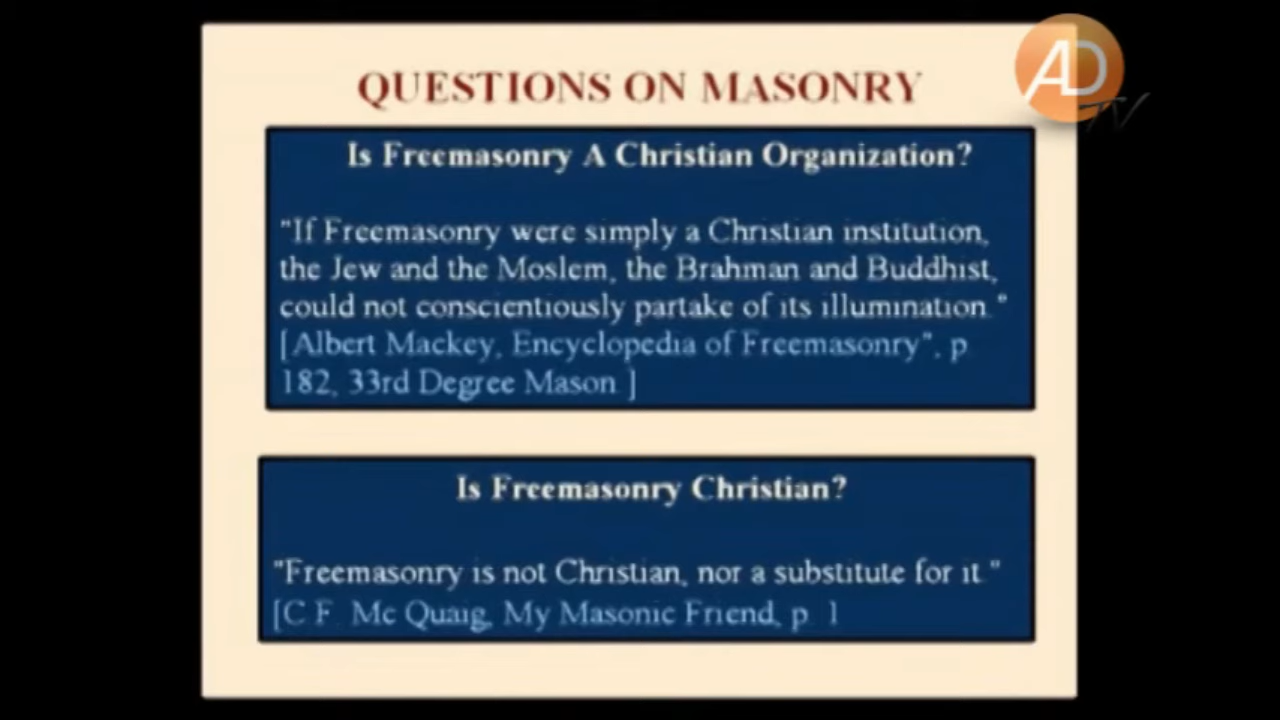 AD
TV
QUESTIONS ON MASONRY
Is Freemasonry A Christian Organization?
"If Freemasonry were simply a Christian institution,
the Jew and the Moslem, the Brahman and Buddhist,
could not conscientiously partake of its illumination."
[Albert Mackey, Encyclopedia of Freemasonry", p.
182, 33rd Degree Mason.]
Is Freemasonry Christian?
"Freemasonry is not Christian, nor a substitute for it."
[C.F. Mc Quaig, My Masonic Friend, p. 1